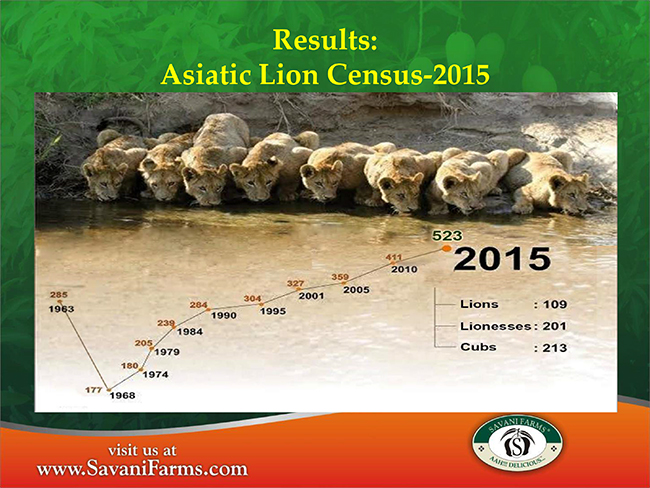 Results:
Asiatic Lion Census-2015
285
1963
177
1968
180
1974
205
1979
239
1984
284
1990
304
1995
327
2001
359
2005
411
2010
523
2015
Lions : 109
Lionesses : 201
Cubs : 213
visit us at
www.SavaniFarms.com
SAVANI FARMS
AAH!! DELICIOUS...